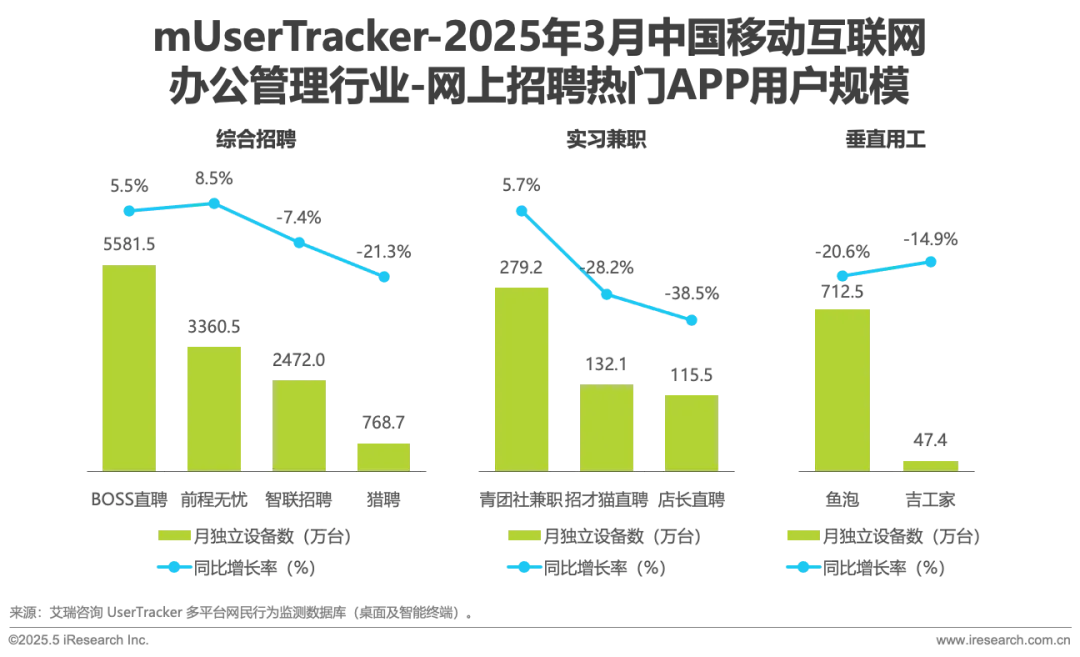 mUserTracker-2025年3月中国移动互联网
办公管理行业-网上招聘热门APP用户规模
综合招聘
5.5%
8.5%
-7.4%
-21.3%
5581.5
3360.5
2472.0
768.7
BOSS直聘 前程无忧 智联招聘 猎聘
月独立设备数（万台）
同比增长率（%）
实习兼职
5.7%
-28.2%
-38.5%
279.2
132.1
115.5
青团社兼职 招才猫直聘 店长直聘
月独立设备数（万台）
同比增长率（%）
垂直用工
-20.6%
-14.9%
712.5
47.4
鱼泡 吉工家
月独立设备数（万台）
同比增长率（%）
来源：艾瑞咨询 UserTracker 多平台网民行为监测数据库（桌面及智能终端）。
©2025.5 iResearch Inc.
www.iresearch.com.cn